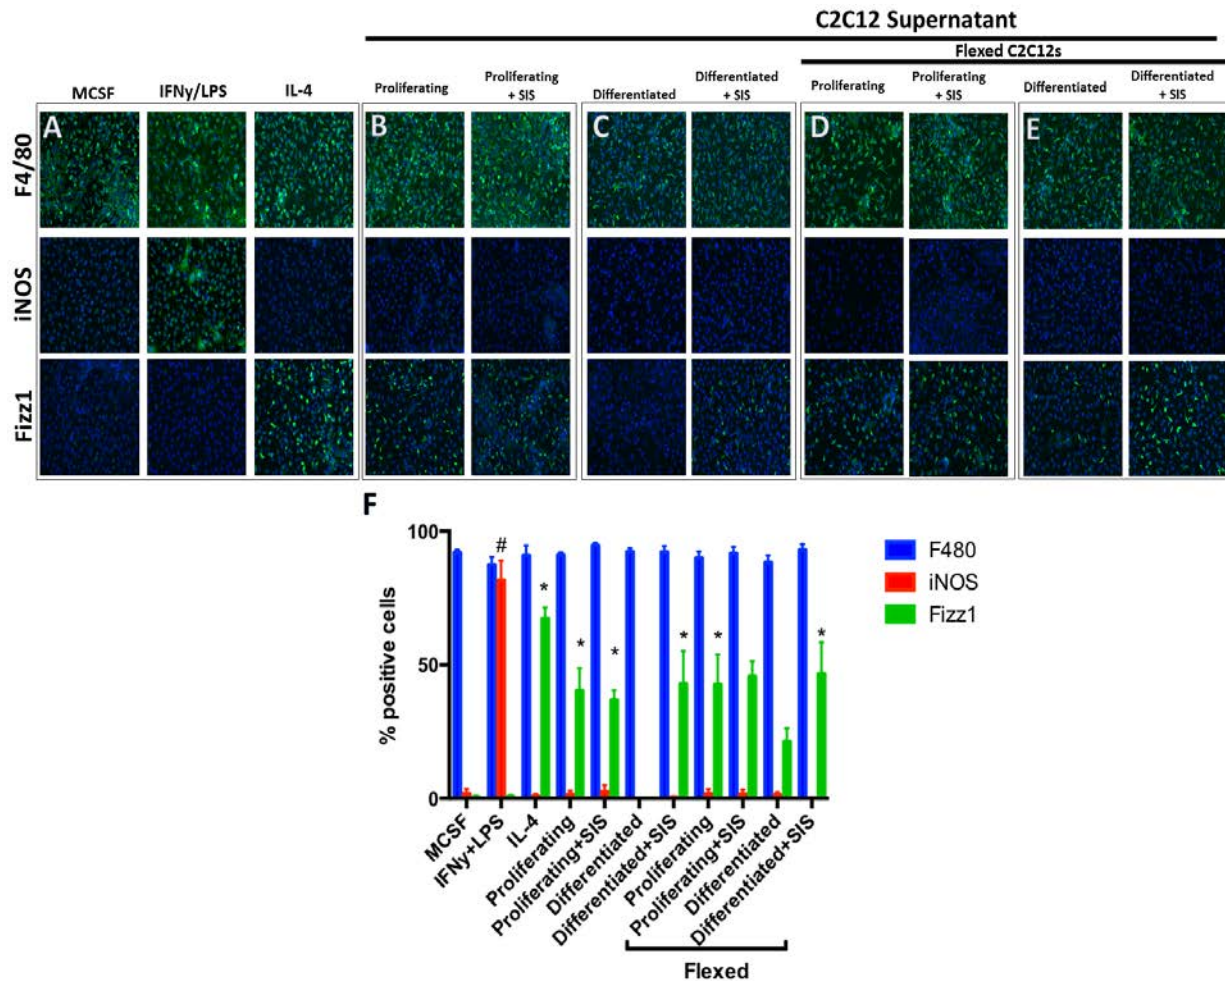 C2C12 Supernatant
Flexed C2C12s
MCSF
IFNy/LPS
IL-4
Proliferating
Proliferating
+ SIS
Differentiated
Differentiated
+ SIS
Proliferating
Proliferating
+ SIS
Differentiated
Differentiated
+ SIS
F4/80
A
B
C
D
E
iNOS
Fizz1
F
100
50
0
% positive cells
#
*
*
*
*
*
*
F480
iNOS
Fizz1
MCSF
IFNy+LPS
IL-4
Proliferating
Proliferating+SIS
Differentiated
Differentiated+SIS
Proliferating
Proliferating+SIS
Differentiated
Differentiated+SIS
Flexed